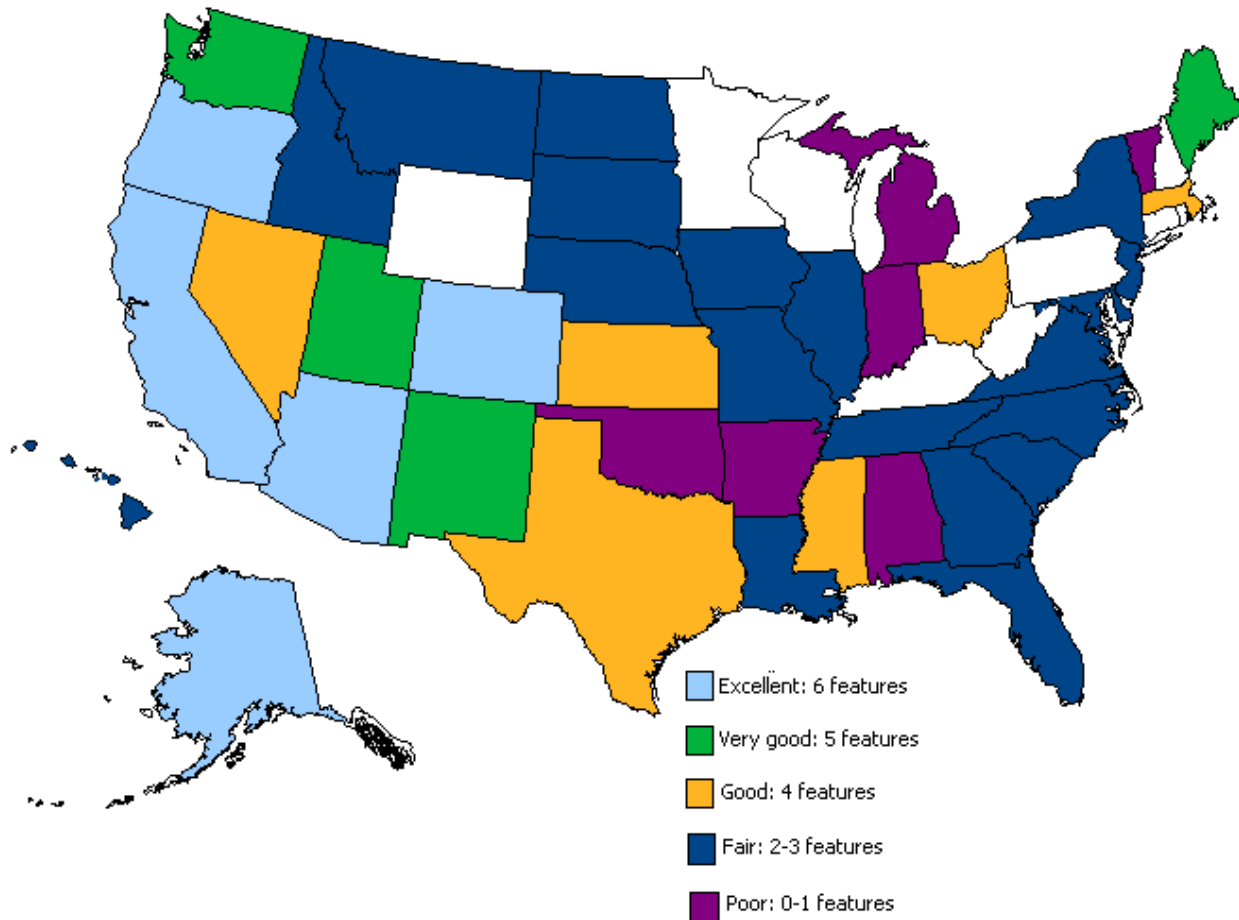 Excellent: 6 features
Very good: 5 features
Good: 4 features
Fair: 2-3 features
Poor: 0-1 features